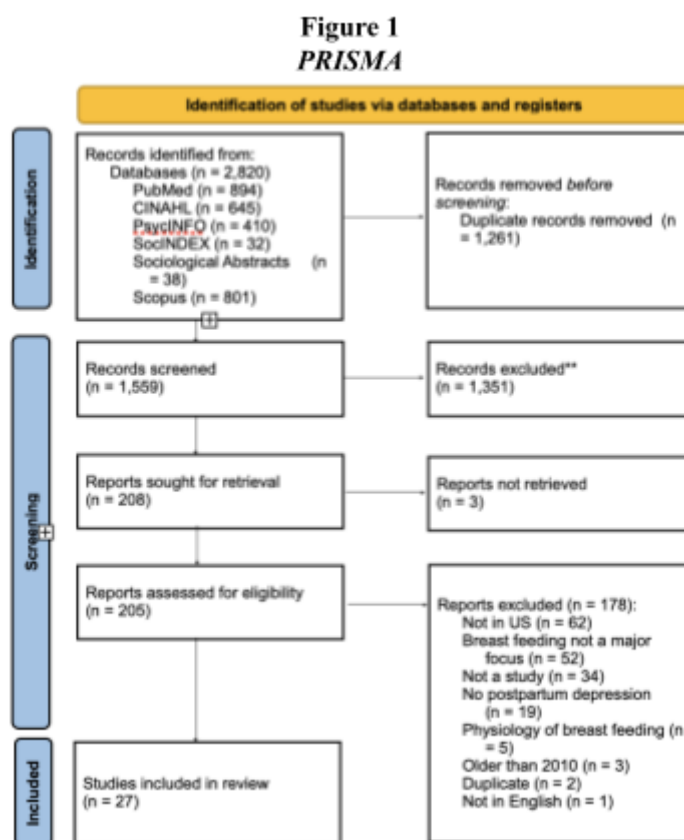 Figure 1
PRISMA
Identification of studies via databases and registers
Identification
Records identified from:
Databases (n = 2,820)
PubMed (n = 894)
CINAHL (n = 645)
PsycINFO (n = 410)
SocINDEX (n = 32)
Sociological Abstracts (n
= 38)
Scopus (n = 801)
Records removed before
screening:
Duplicate records removed (n
= 1,261)
Screening
Records screened
(n = 1,559)
Records excluded**
(n = 1,351)
Reports sought for retrieval
(n = 208)
Reports not retrieved
(n = 3)
Reports assessed for eligibility
(n = 205)
Reports excluded (n = 178):
Not in US (n = 62)
Breast feeding not a major
focus (n = 52)
Not a study (n = 34)
No postpartum depression
(n = 19)
Physiology of breast feeding (n
= 5)
Older than 2010 (n = 3)
Duplicate (n = 2)
Not in English (n = 1)
Included
Studies included in review
(n = 27)